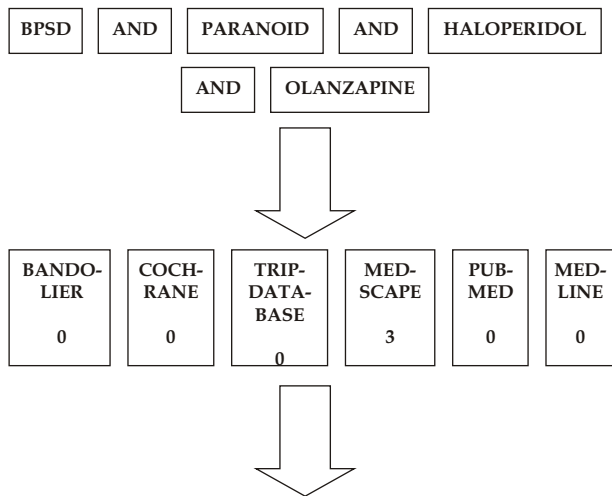 BPSD AND PARANOID AND HALOPERIDOL
AND OLANZAPINE
BANDO-
LIER
0
COCH-
RANE
0
TRIP-
DATA-
BASE
0
MED-
SCAPE
3
PUB-
MED
0
MED-
LINE
0